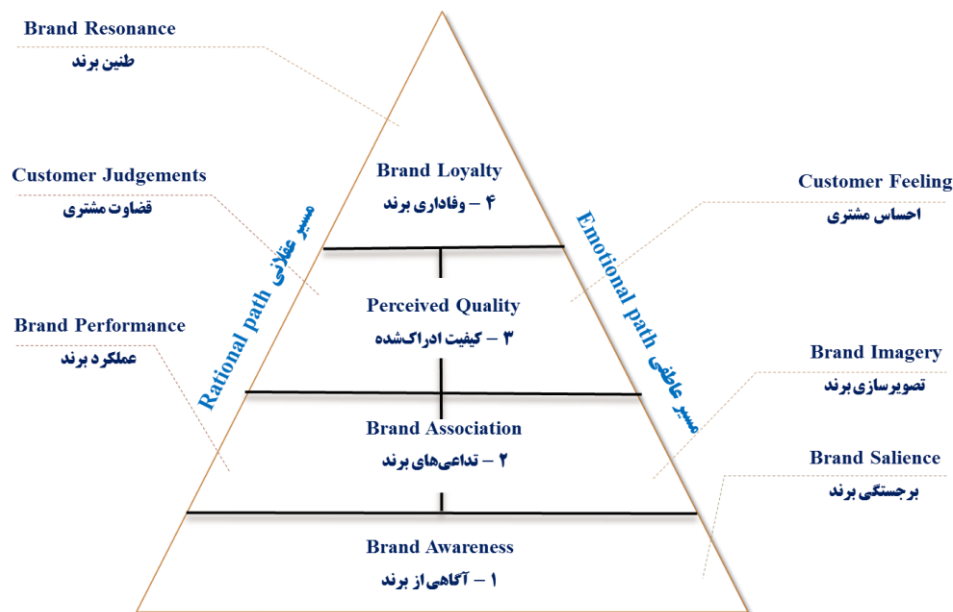 Brand Resonance
طنین برند
Brand Loyalty
۴ – وفاداری برند
Customer Judgements
قضاوت مشتری
Customer Feeling
احساس مشتری
Rational path مسیر عقلانی
Emotional path مسیر عاطفی
Perceived Quality
۳ – کیفیت ادراک‌شده
Brand Performance
عملکرد برند
Brand Imagery
تصویرسازی برند
Brand Association
۲ – تداعی‌های برند
Brand Salience
برجستگی برند
Brand Awareness
۱ – آگاهی از برند